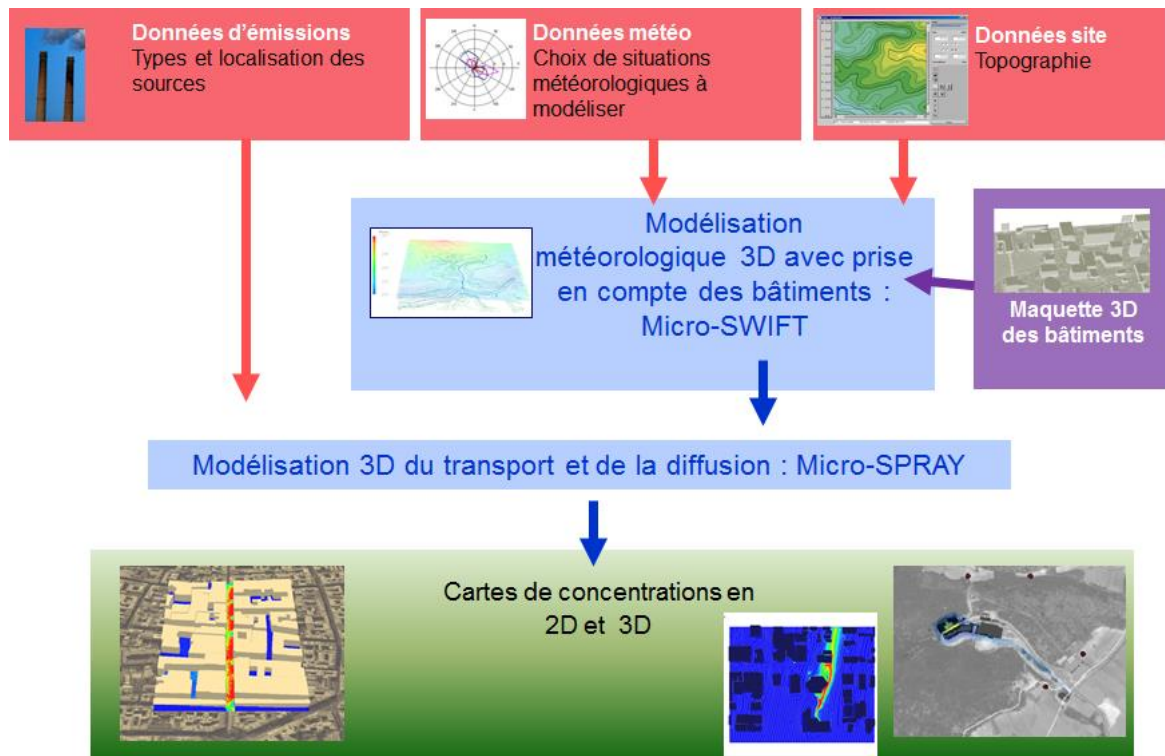 Données d'émissions
Types et localisation des
sources
Données météo
Choix de situations
météorologiques à
modéliser
Données site
Topographie
Modélisation
météorologique 3D avec prise
en compte des bâtiments :
Micro-SWIFT
Maquette 3D
des bâtiments
Modélisation 3D du transport et de la diffusion : Micro-SPRAY
Cartes de concentrations en
2D et 3D